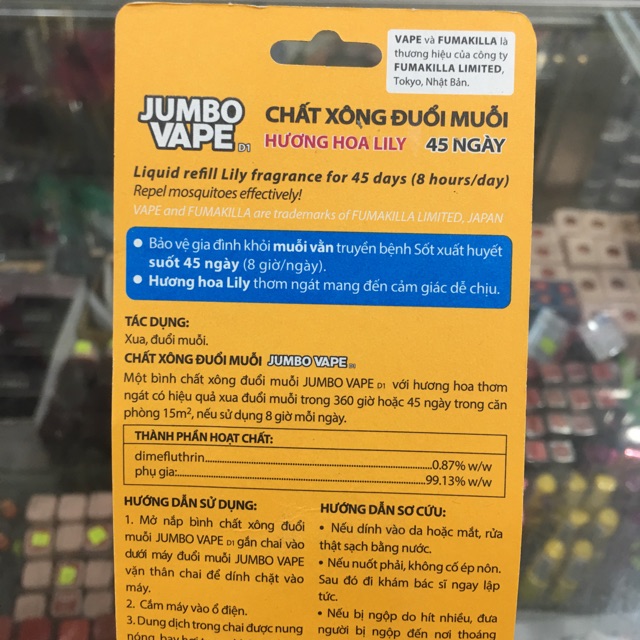 VAPE và FUMAKILLA là
thương hiệu của công ty
FUMAKILLA LIMITED,
Tokyo, Nhật Bản.
JUMBO
VAPE D1
CHẤT XÔNG ĐUỔI MUỖI
HƯƠNG HOA LILY 45 NGÀY
Liquid refill Lily fragrance for 45 days (8 hours/day)
Repel mosquitoes effectively!
VAPE and FUMAKILLA are trademarks of FUMAKILLA LIMITED, JAPAN
• Bảo vệ gia đình khỏi muỗi vằn truyền bệnh Sốt xuất huyết
suốt 45 ngày (8 giờ/ngày).
• Hương hoa Lily thơm ngát mang đến cảm giác dễ chịu.
TÁC DỤNG:
Xua, đuổi muỗi.
CHẤT XÔNG ĐUỔI MUỖI JUMBO VAPE D1
Một bình chất xông đuổi muỗi JUMBO VAPE D1 với hương hoa thơm
ngát có hiệu quả xua đuổi muỗi trong 360 giờ hoặc 45 ngày trong căn
phòng 15m², nếu sử dụng 8 giờ mỗi ngày.
THÀNH PHẦN HOẠT CHẤT:
dimefluthrin..........0.87% w/w
phụ gia:..........99.13% w/w
HƯỚNG DẪN SỬ DỤNG:
1. Mở nắp bình chất xông đuổi
muỗi JUMBO VAPE D1 gắn chai vào
dưới máy đuổi muỗi JUMBO VAPE
vặn thân chai để dính chặt vào
máy.
2. Cắm máy vào ổ điện.
3. Dung dịch trong chai được nung
nóng, bay hơi
HƯỚNG DẪN SƠ CỨU:
• Nếu dính vào da hoặc mắt, rửa
thật sạch bằng nước.
• Nếu nuốt phải, không cố ép nôn.
Sau đó đi khám bác sĩ ngay lập
tức.
• Nếu bị ngộp do hít nhiều, đưa
người bị ngộp đến nơi thoáng